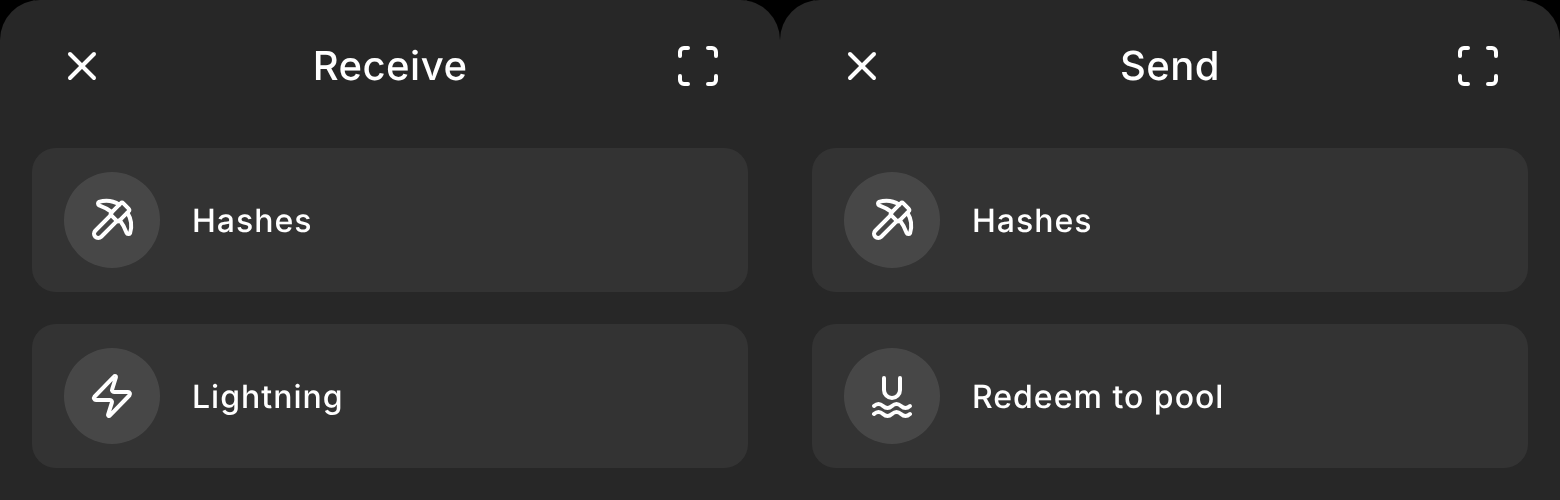 Receive
Hashes
Lightning
Send
Hashes
Redeem to pool